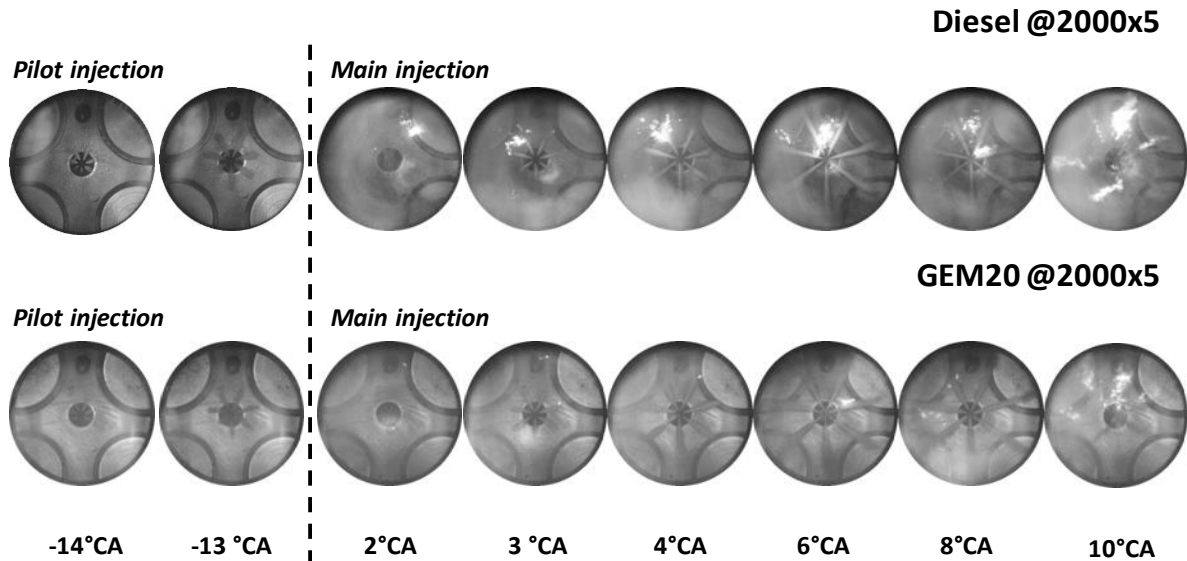 Diesel @2000x5
Pilot injection
Main injection
GEM20 @2000x5
Pilot injection
Main injection
-14°CA
-13 °CA
2°CA
3 °CA
4°CA
6°CA
8°CA
10°CA